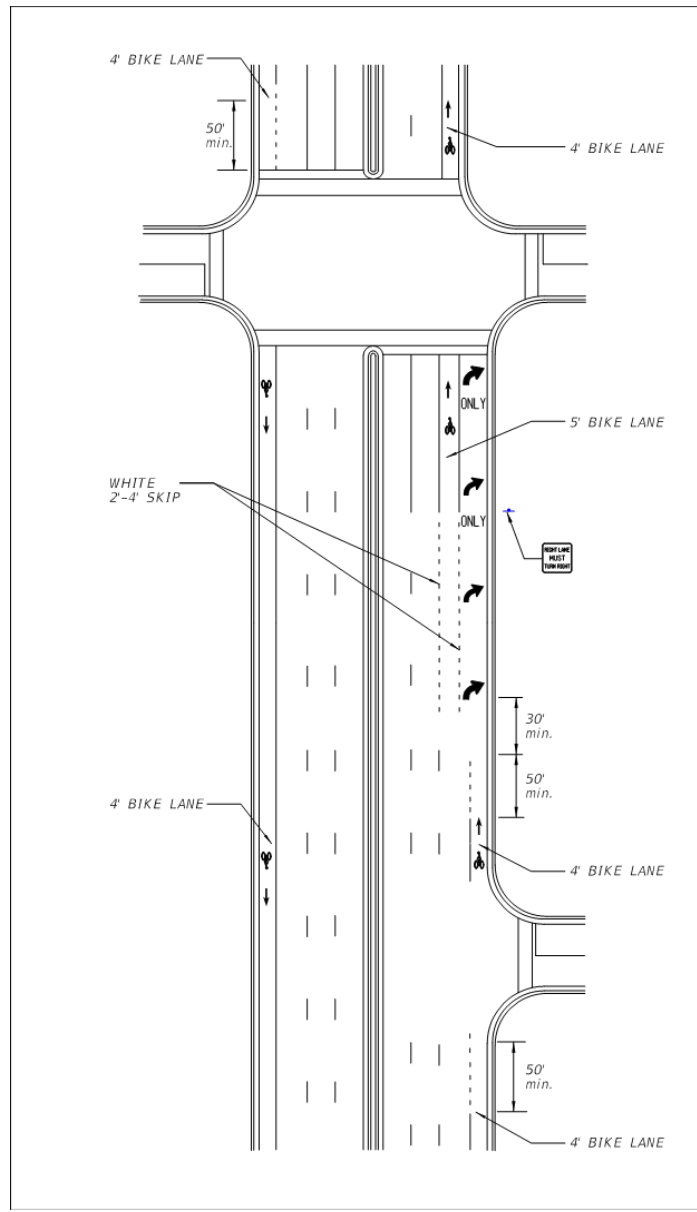 4' BIKE LANE
50'
min.
4' BIKE LANE
ONLY
5' BIKE LANE
WHITE
2'-4' SKIP
ONLY
RIGHT LANE
MUST
TURN RIGHT
30'
min.
50'
min.
4' BIKE LANE
4' BIKE LANE
50'
min.
4' BIKE LANE